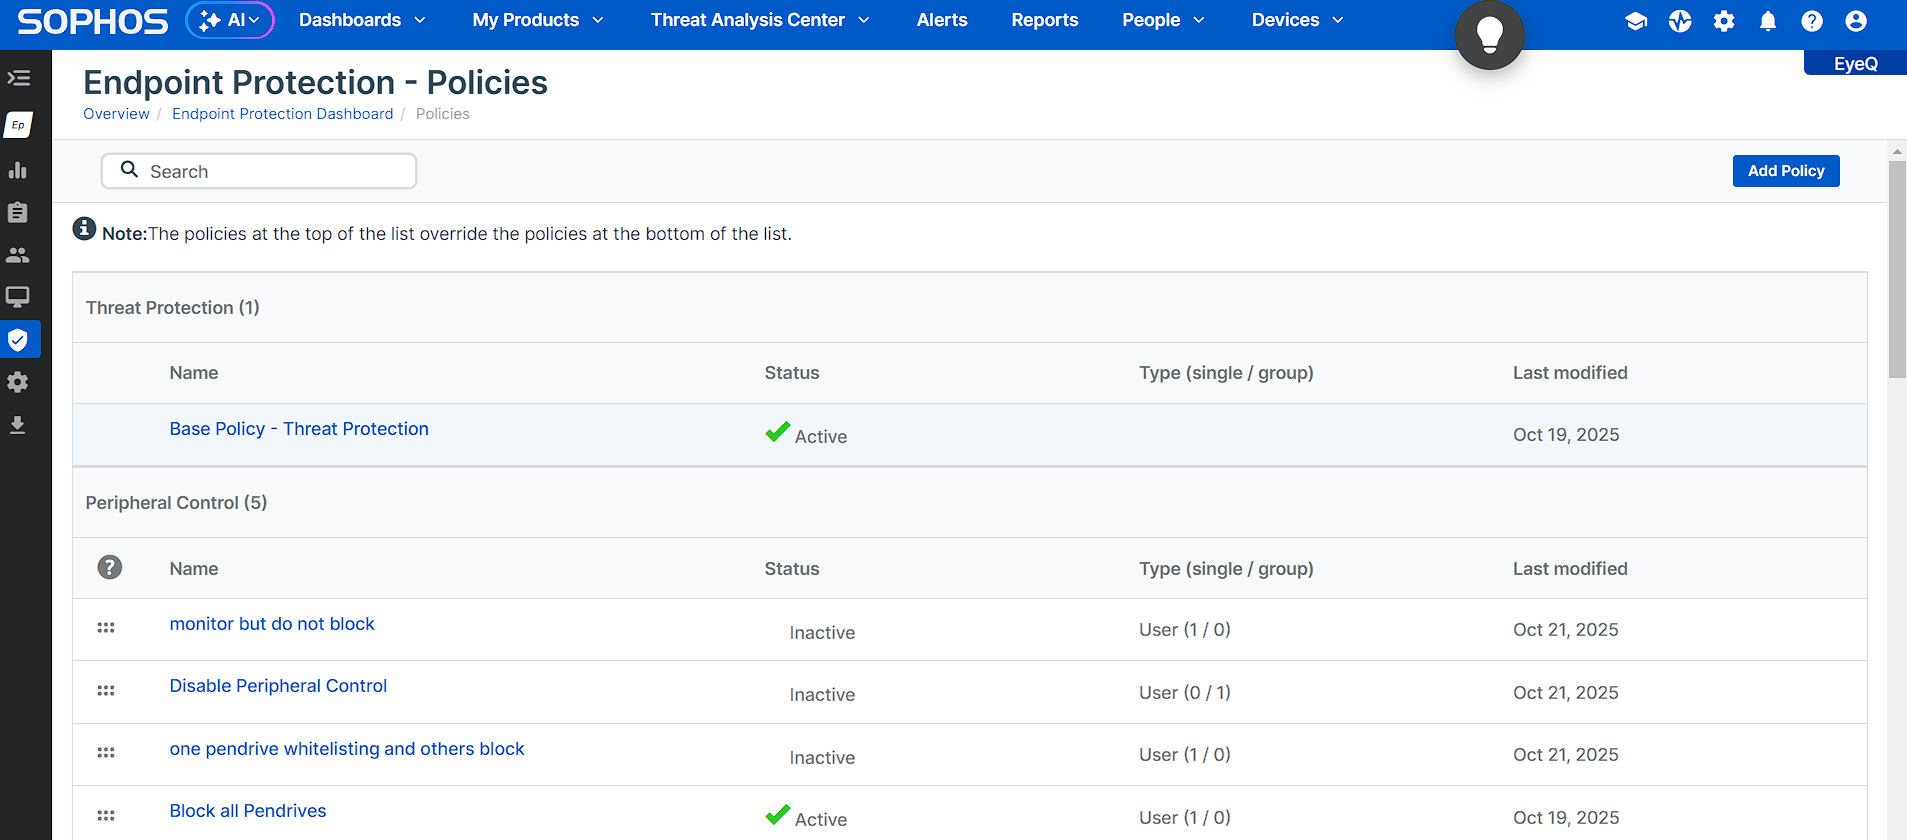 SOPHOS AI Dashboards My Products Threat Analysis Center Alerts Reports People Devices
EyeQ
Endpoint Protection - Policies
Overview / Endpoint Protection Dashboard / Policies
Ep
Search
Add Policy
Note:The policies at the top of the list override the policies at the bottom of the list.
Threat Protection (1)
Name Status Type (single / group) Last modified
Base Policy - Threat Protection Active Oct 19, 2025
Peripheral Control (5)
? Name Status Type (single / group) Last modified
monitor but do not block Inactive User (1 / 0) Oct 21, 2025
Disable Peripheral Control Inactive User (0 / 1) Oct 21, 2025
one pendrive whitelisting and others block Inactive User (1 / 0) Oct 21, 2025
Block all Pendrives Active User (1 / 0) Oct 19, 2025